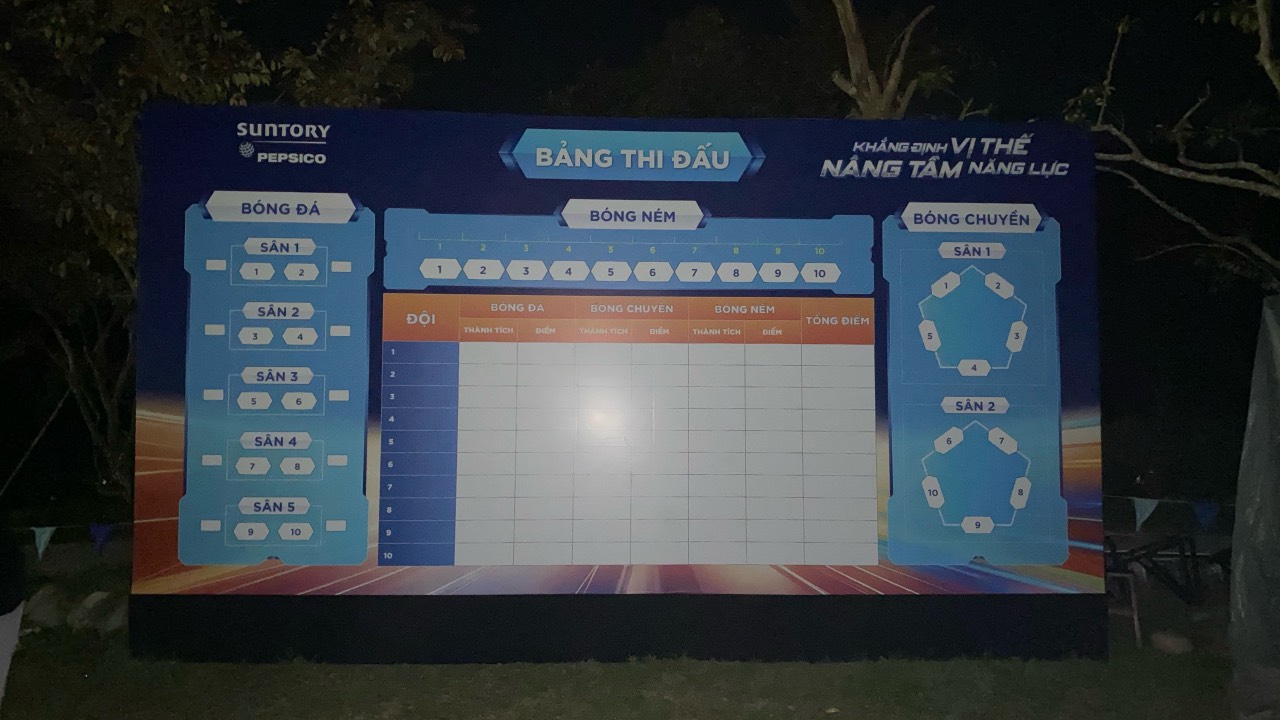 SUNTORY
PEPSICO
BẢNG THI ĐẤU
KHẲNG ĐỊNH VỊ THẾ
NÂNG TẦM NĂNG LỰC
BÓNG ĐÁ
SÂN 1
1 2
SÂN 2
3 4
SÂN 3
5 6
SÂN 4
7 8
SÂN 5
9 10
BÓNG NÉM
1 2 3 4 5 6 7 8 9 10
1 2 3 4 5 6 7 8 9 10
ĐỘI
BÓNG ĐÁ BÓNG CHUYỀN BÓNG NÉM TỔNG ĐIỂM
THÀNH TÍCH ĐIỂM THÀNH TÍCH ĐIỂM THÀNH TÍCH ĐIỂM
1
2
3
4
5
6
7
8
9
10
BÓNG CHUYỀN
SÂN 1
1 2
5 3
4
SÂN 2
6 7
10 8
9